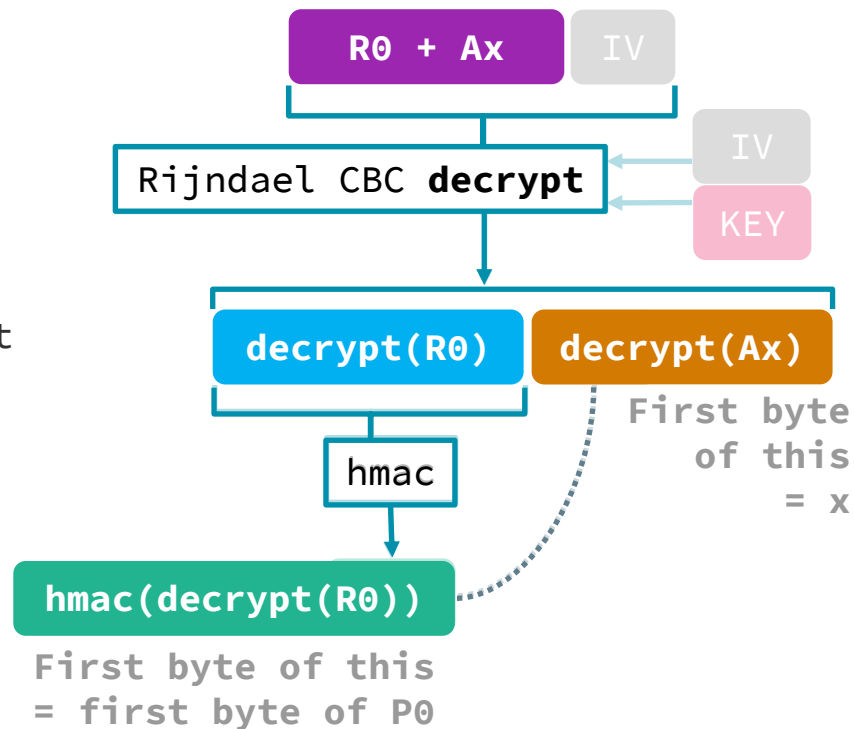 R0 + Ax
IV
Rijndael CBC decrypt
IV
KEY
t
decrypt(R0)
decrypt(Ax)
First byte
of this
= x
hmac
hmac(decrypt(R0))
First byte of this
= first byte of P0